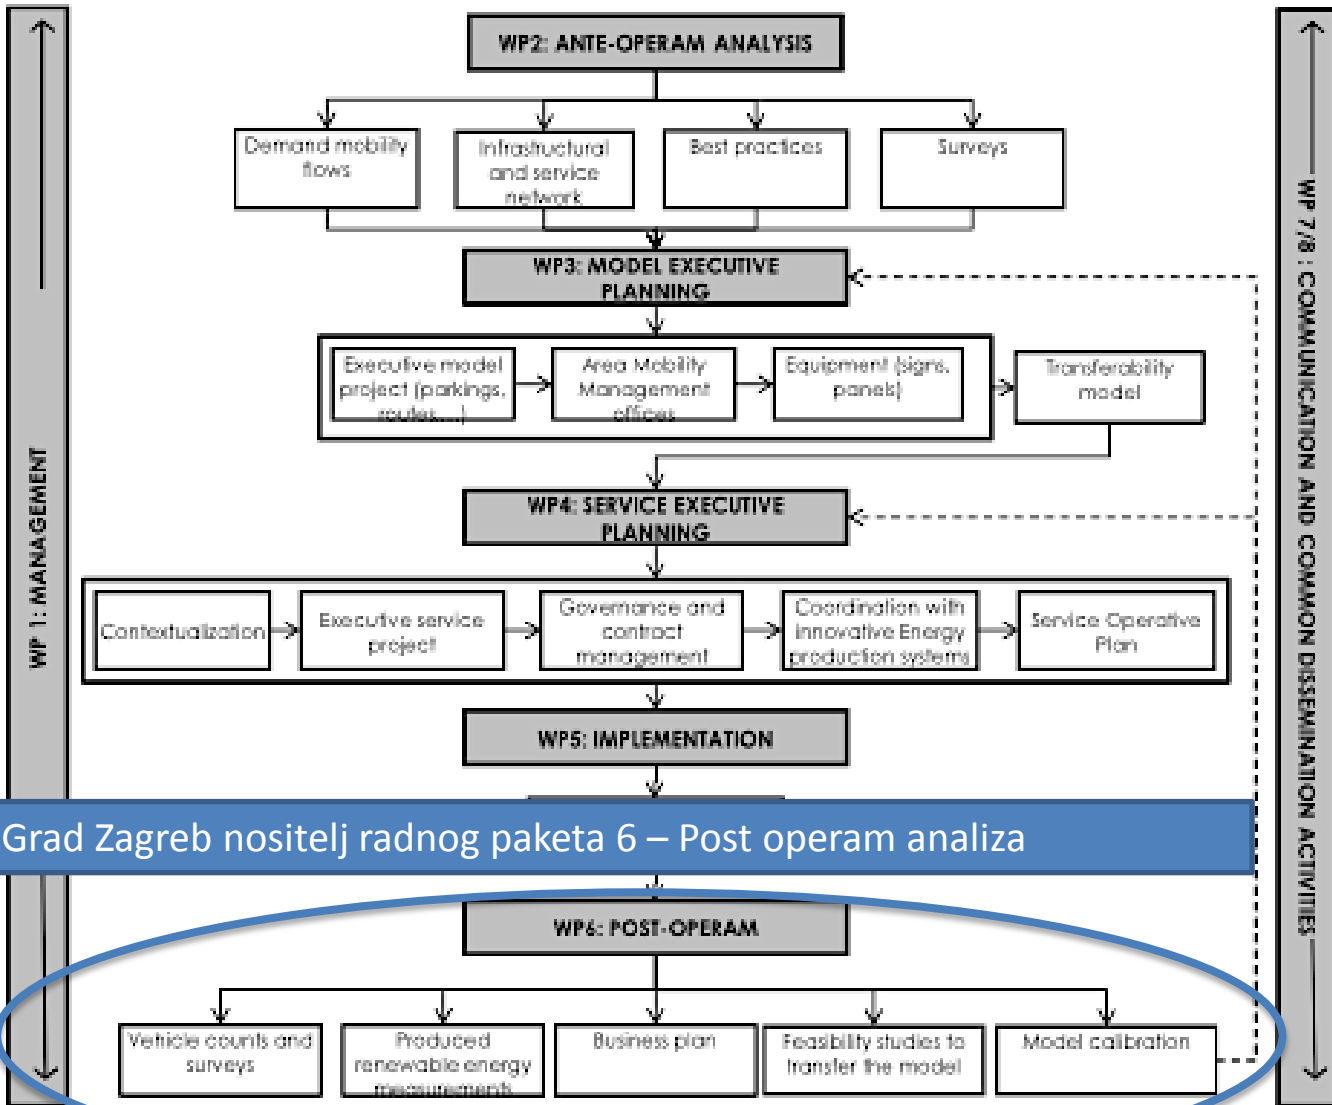 WP2: ANTE-OPERAM ANALYSIS
Demand mobility
flows
Infrastructural
and service
network
Best practices
Surveys
WP3: MODEL EXECUTIVE
PLANNING
Executive model
project (parkings,
routes....)
Area Mobility
Management
offices
Equipment (signs,
panels)
Transferability
model
WP4: SERVICE EXECUTIVE
PLANNING
Contextualization
Executive service
project
Governance and
contract
management
Coordination with
innovative Energy
production systems
Service Operative
Plan
WP5: IMPLEMENTATION
Grad Zagreb nositelj radnog paketa 6 – Post operam analiza
WP6: POST-OPERAM
Vehicle counts and
surveys
Produced
renewable energy
measurements
Business plan
Feasibility studies to
transfer the model
Model calibration
WP 1: MANAGEMENT
WP 7/8 : COMMUNICATION AND COMMON DISSEMINATION ACTIVITIES